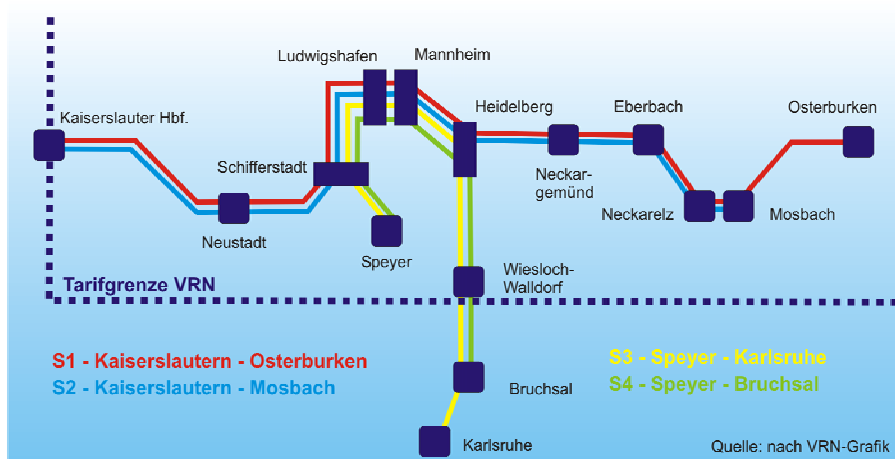 Ludwigshafen
Mannheim
Kaiserslauter Hbf.
Heidelberg
Eberbach
Osterburken
Schifferstadt
Neckar-
gemünd
Neustadt
Neckarelz
Mosbach
Speyer
Wiesloch-
Walldorf
Tarifgrenze VRN
S1 - Kaiserslautern - Osterburken
S2 - Kaiserslautern - Mosbach
S3 - Speyer - Karlsruhe
S4 - Speyer - Bruchsal
Bruchsal
Karlsruhe
Quelle: nach VRN-Grafik